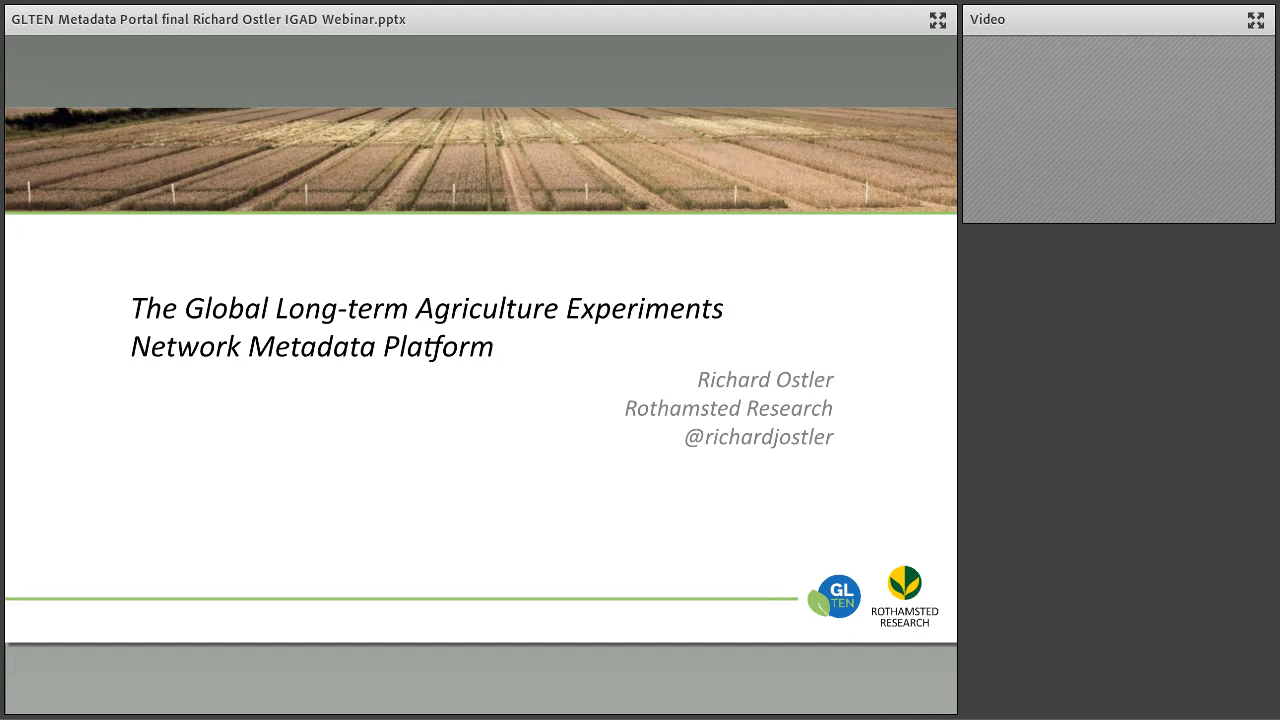 GLTEN Metadata Portal final Richard Ostler IGAD Webinar.pptx
Video
The Global Long-term Agriculture Experiments
Network Metadata Platform
Richard Ostler
Rothamsted Research
@richardjostler
GL
TEN
ROTHAMSTED
RESEARCH